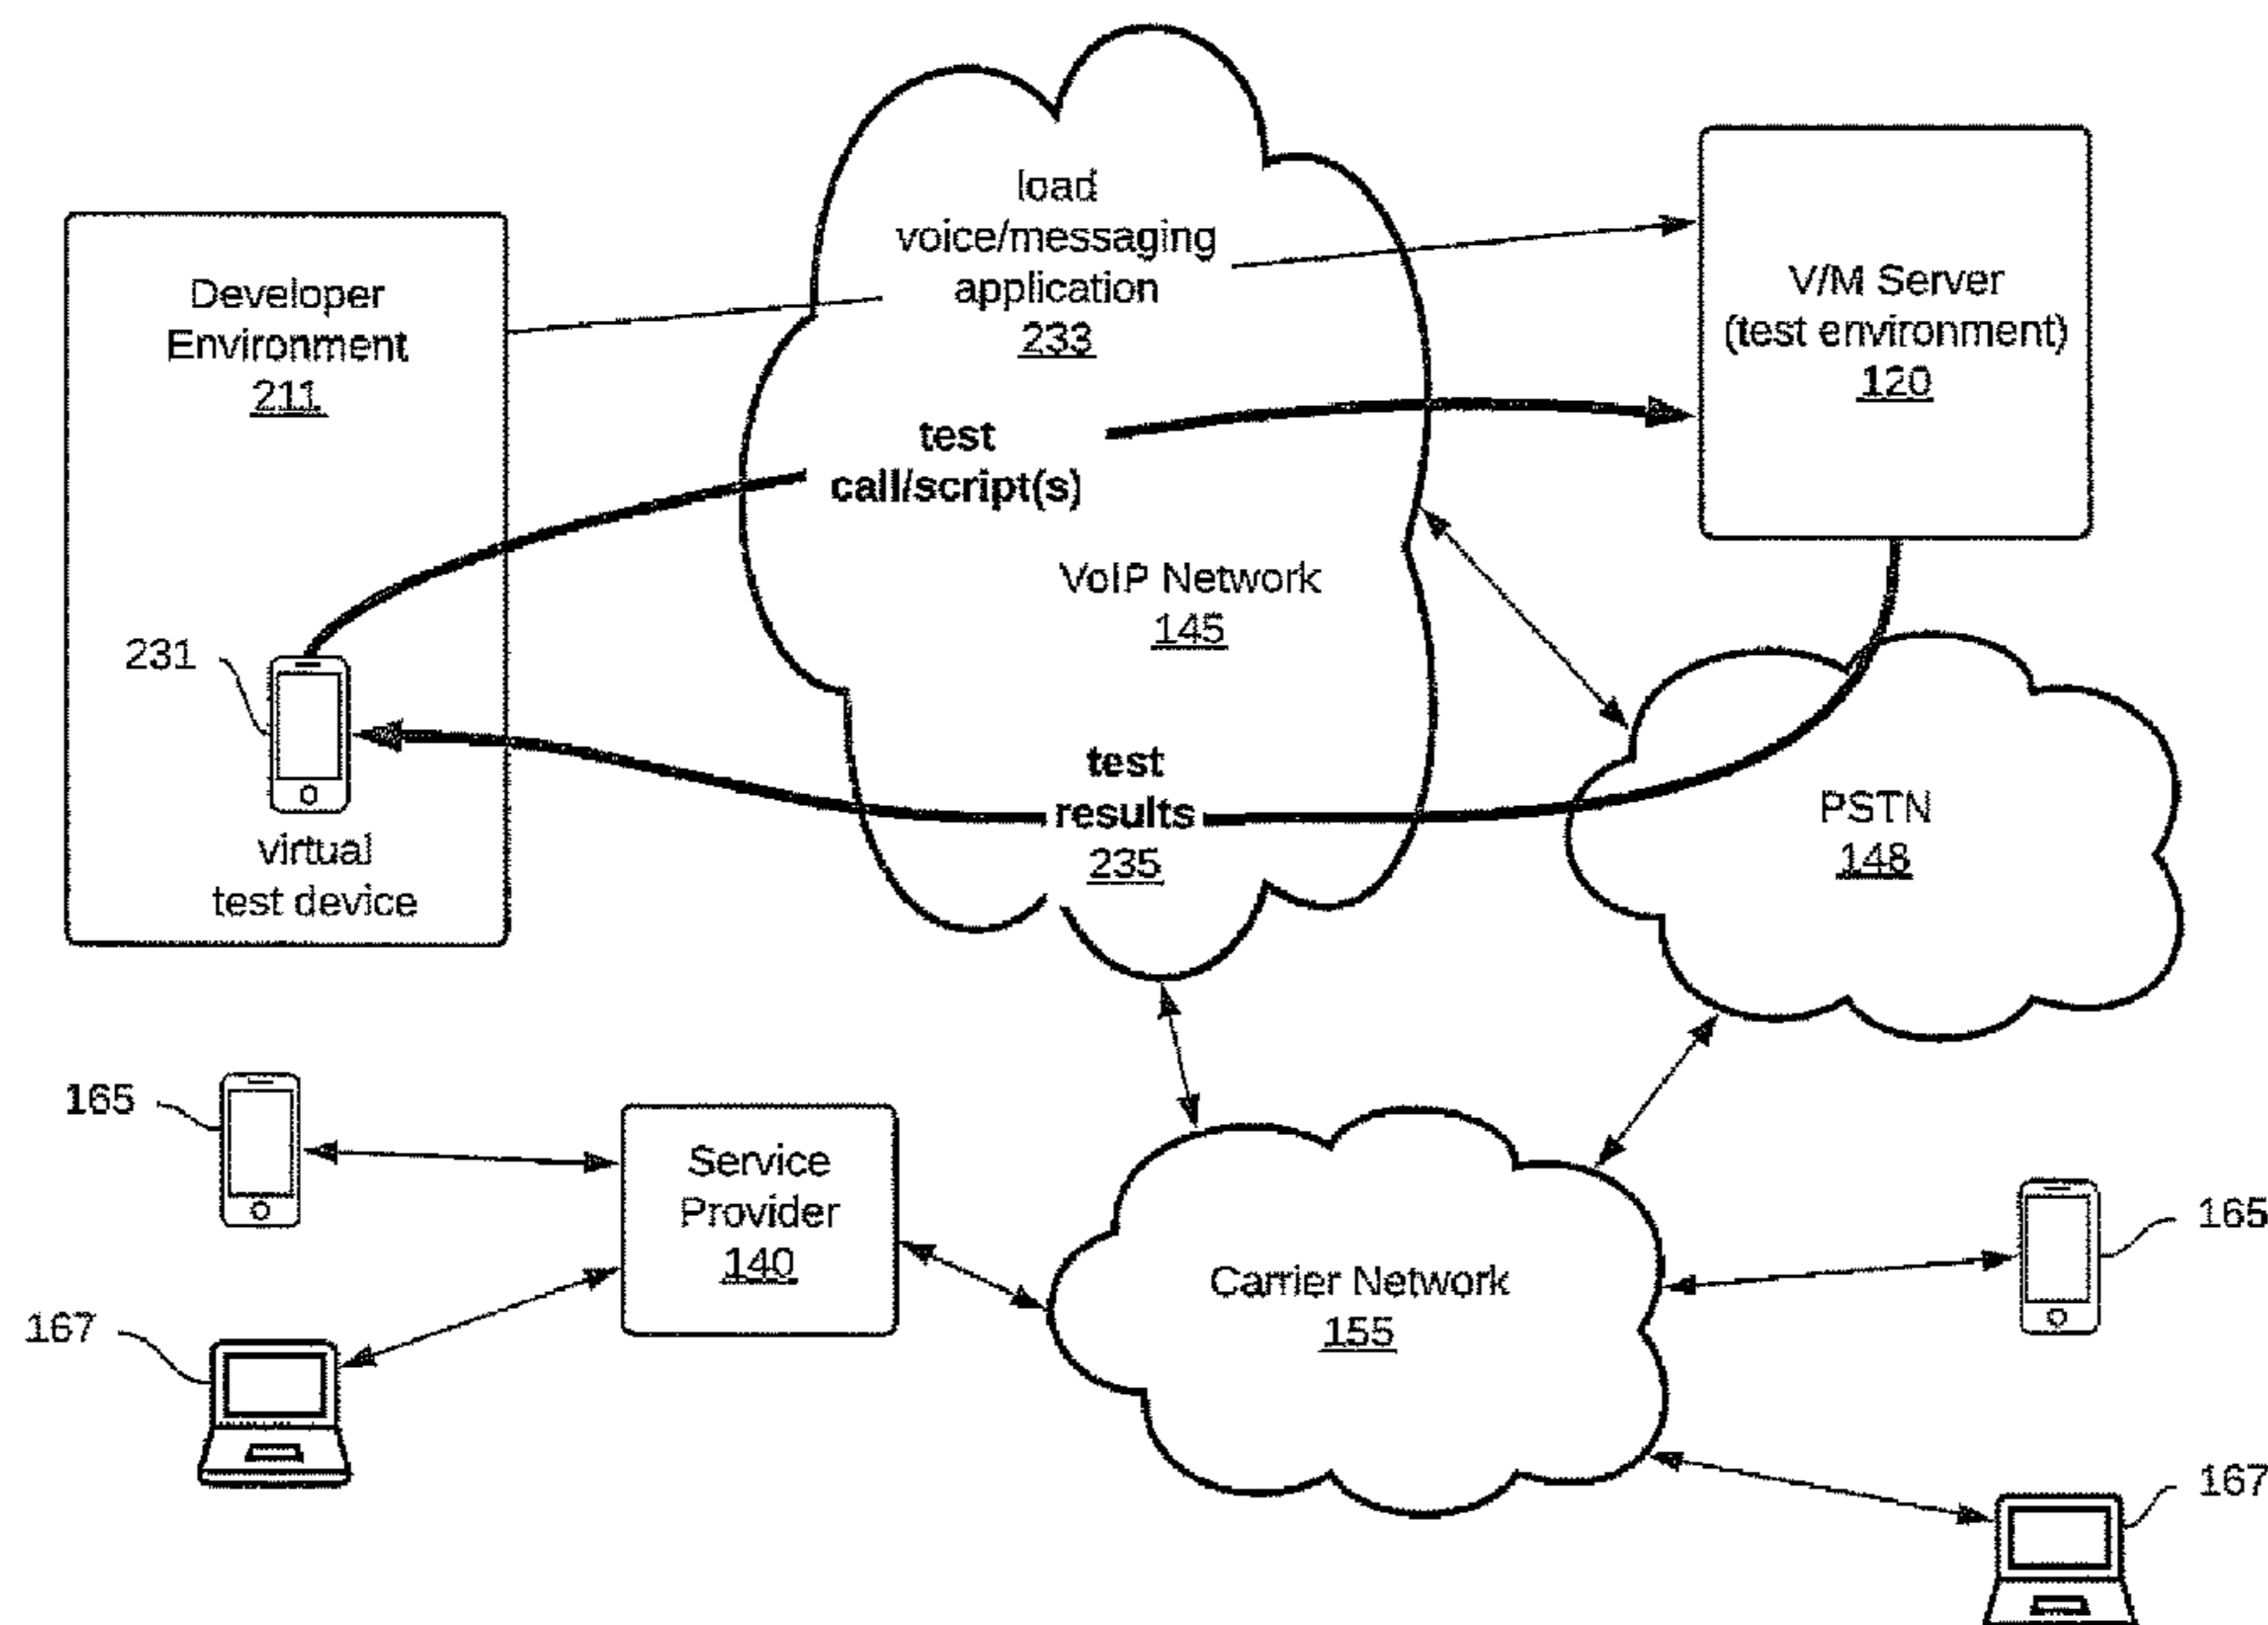 load
voice/messaging
application
233
Developer
Environment
211
V/M Server
(test environment)
120
test
call/script(s)
VoIP Network
145
231
virtual
test device
test
results
235
PSTN
148
165
Service
Provider
140
167
Carrier Network
155
165
167